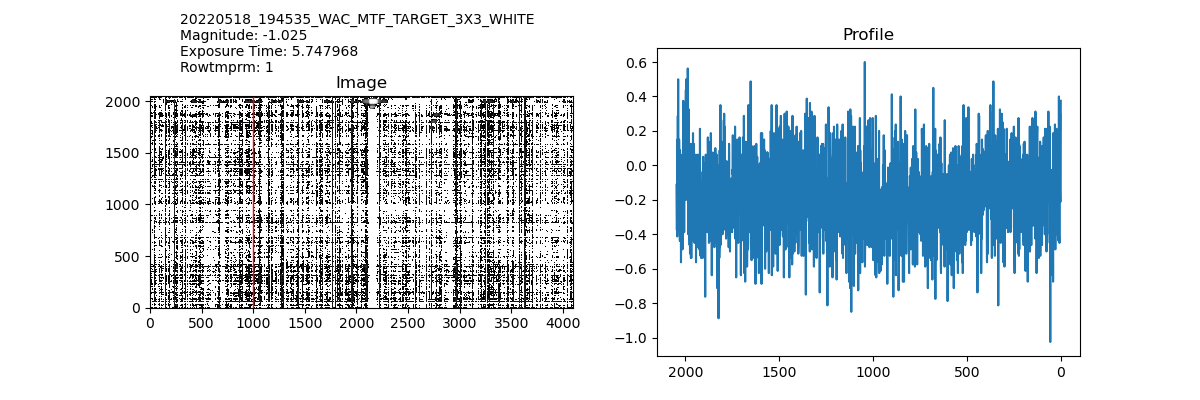 20220518_194535_WAC_MTF_TARGET_3X3_WHITE
Magnitude: -1.025
Exposure Time: 5.747968
Rowtmprm: 1
Image
2000
1500
1000
500
0
0 500 1000 1500 2000 2500 3000 3500 4000
Profile
0.6
0.4
0.2
0.0
−0.2
−0.4
−0.6
−0.8
−1.0
2000 1500 1000 500 0